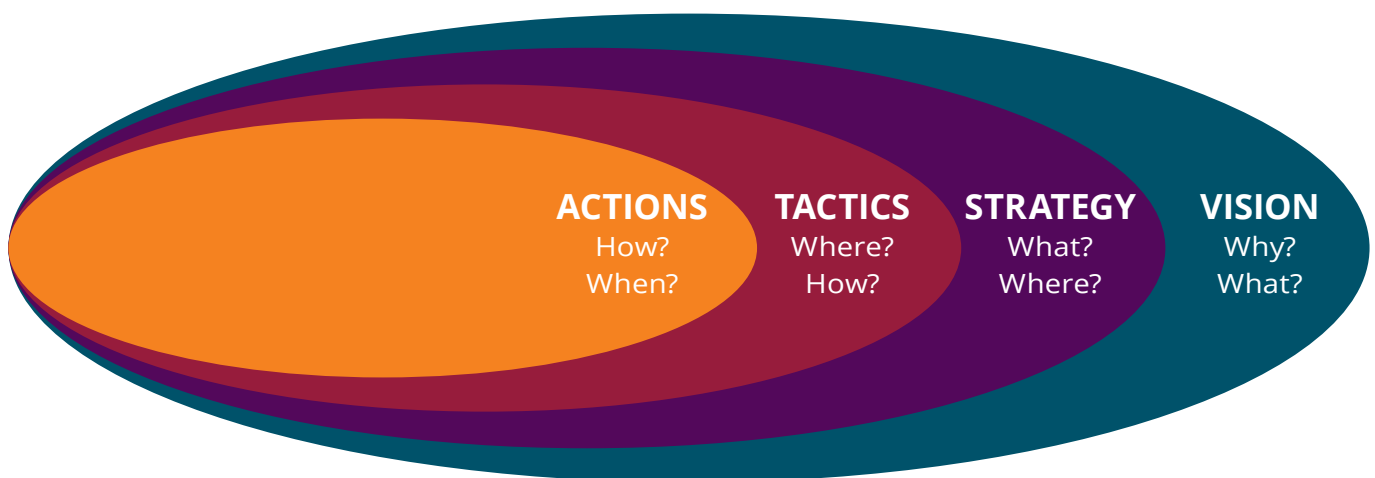 ACTIONS
How?
When?
TACTICS
Where?
How?
STRATEGY
What?
Where?
VISION
Why?
What?